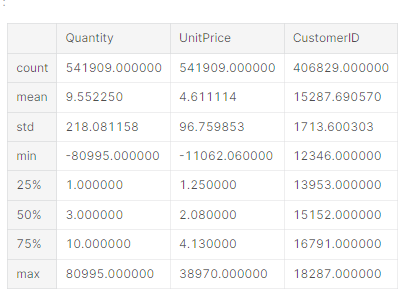 :
Quantity UnitPrice CustomerID
count 541909.000000 541909.000000 406829.000000
mean 9.552250 4.611114 15287.690570
std 218.081158 96.759853 1713.600303
min -80995.000000 -11062.060000 12346.000000
25% 1.000000 1.250000 13953.000000
50% 3.000000 2.080000 15152.000000
75% 10.000000 4.130000 16791.000000
max 80995.000000 38970.000000 18287.000000